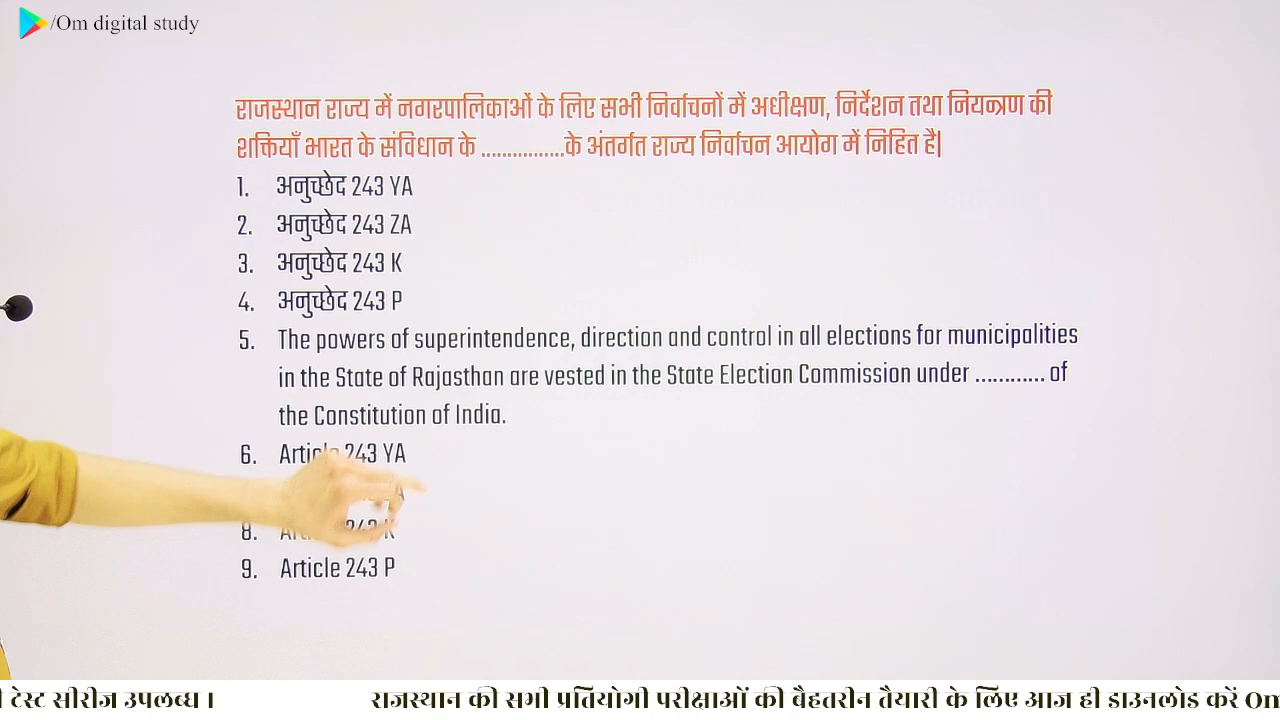 /Om digital study
राजस्थान राज्य में नगरपालिकाओं के लिए सभी निर्वाचनों में अधीक्षण, निर्देशन तथा नियन्त्रण की
शक्तियाँ भारत के संविधान के ................के अंतर्गत राज्य निर्वाचन आयोग में निहित है|
1. अनुच्छेद 243 YA
2. अनुच्छेद 243 ZA
3. अनुच्छेद 243 K
4. अनुच्छेद 243 P
5. The powers of superintendence, direction and control in all elections for municipalities
in the State of Rajasthan are vested in the State Election Commission under ............ of
the Constitution of India.
6. Article 243 YA
8. 243 K
9. Article 243 P
टेस्ट सीरीज उपलब्ध । राजस्थान की सभी प्रतियोगी परीक्षाओं की बेहतरीन तैयारी के लिए आज ही डाउनलोड करें Om